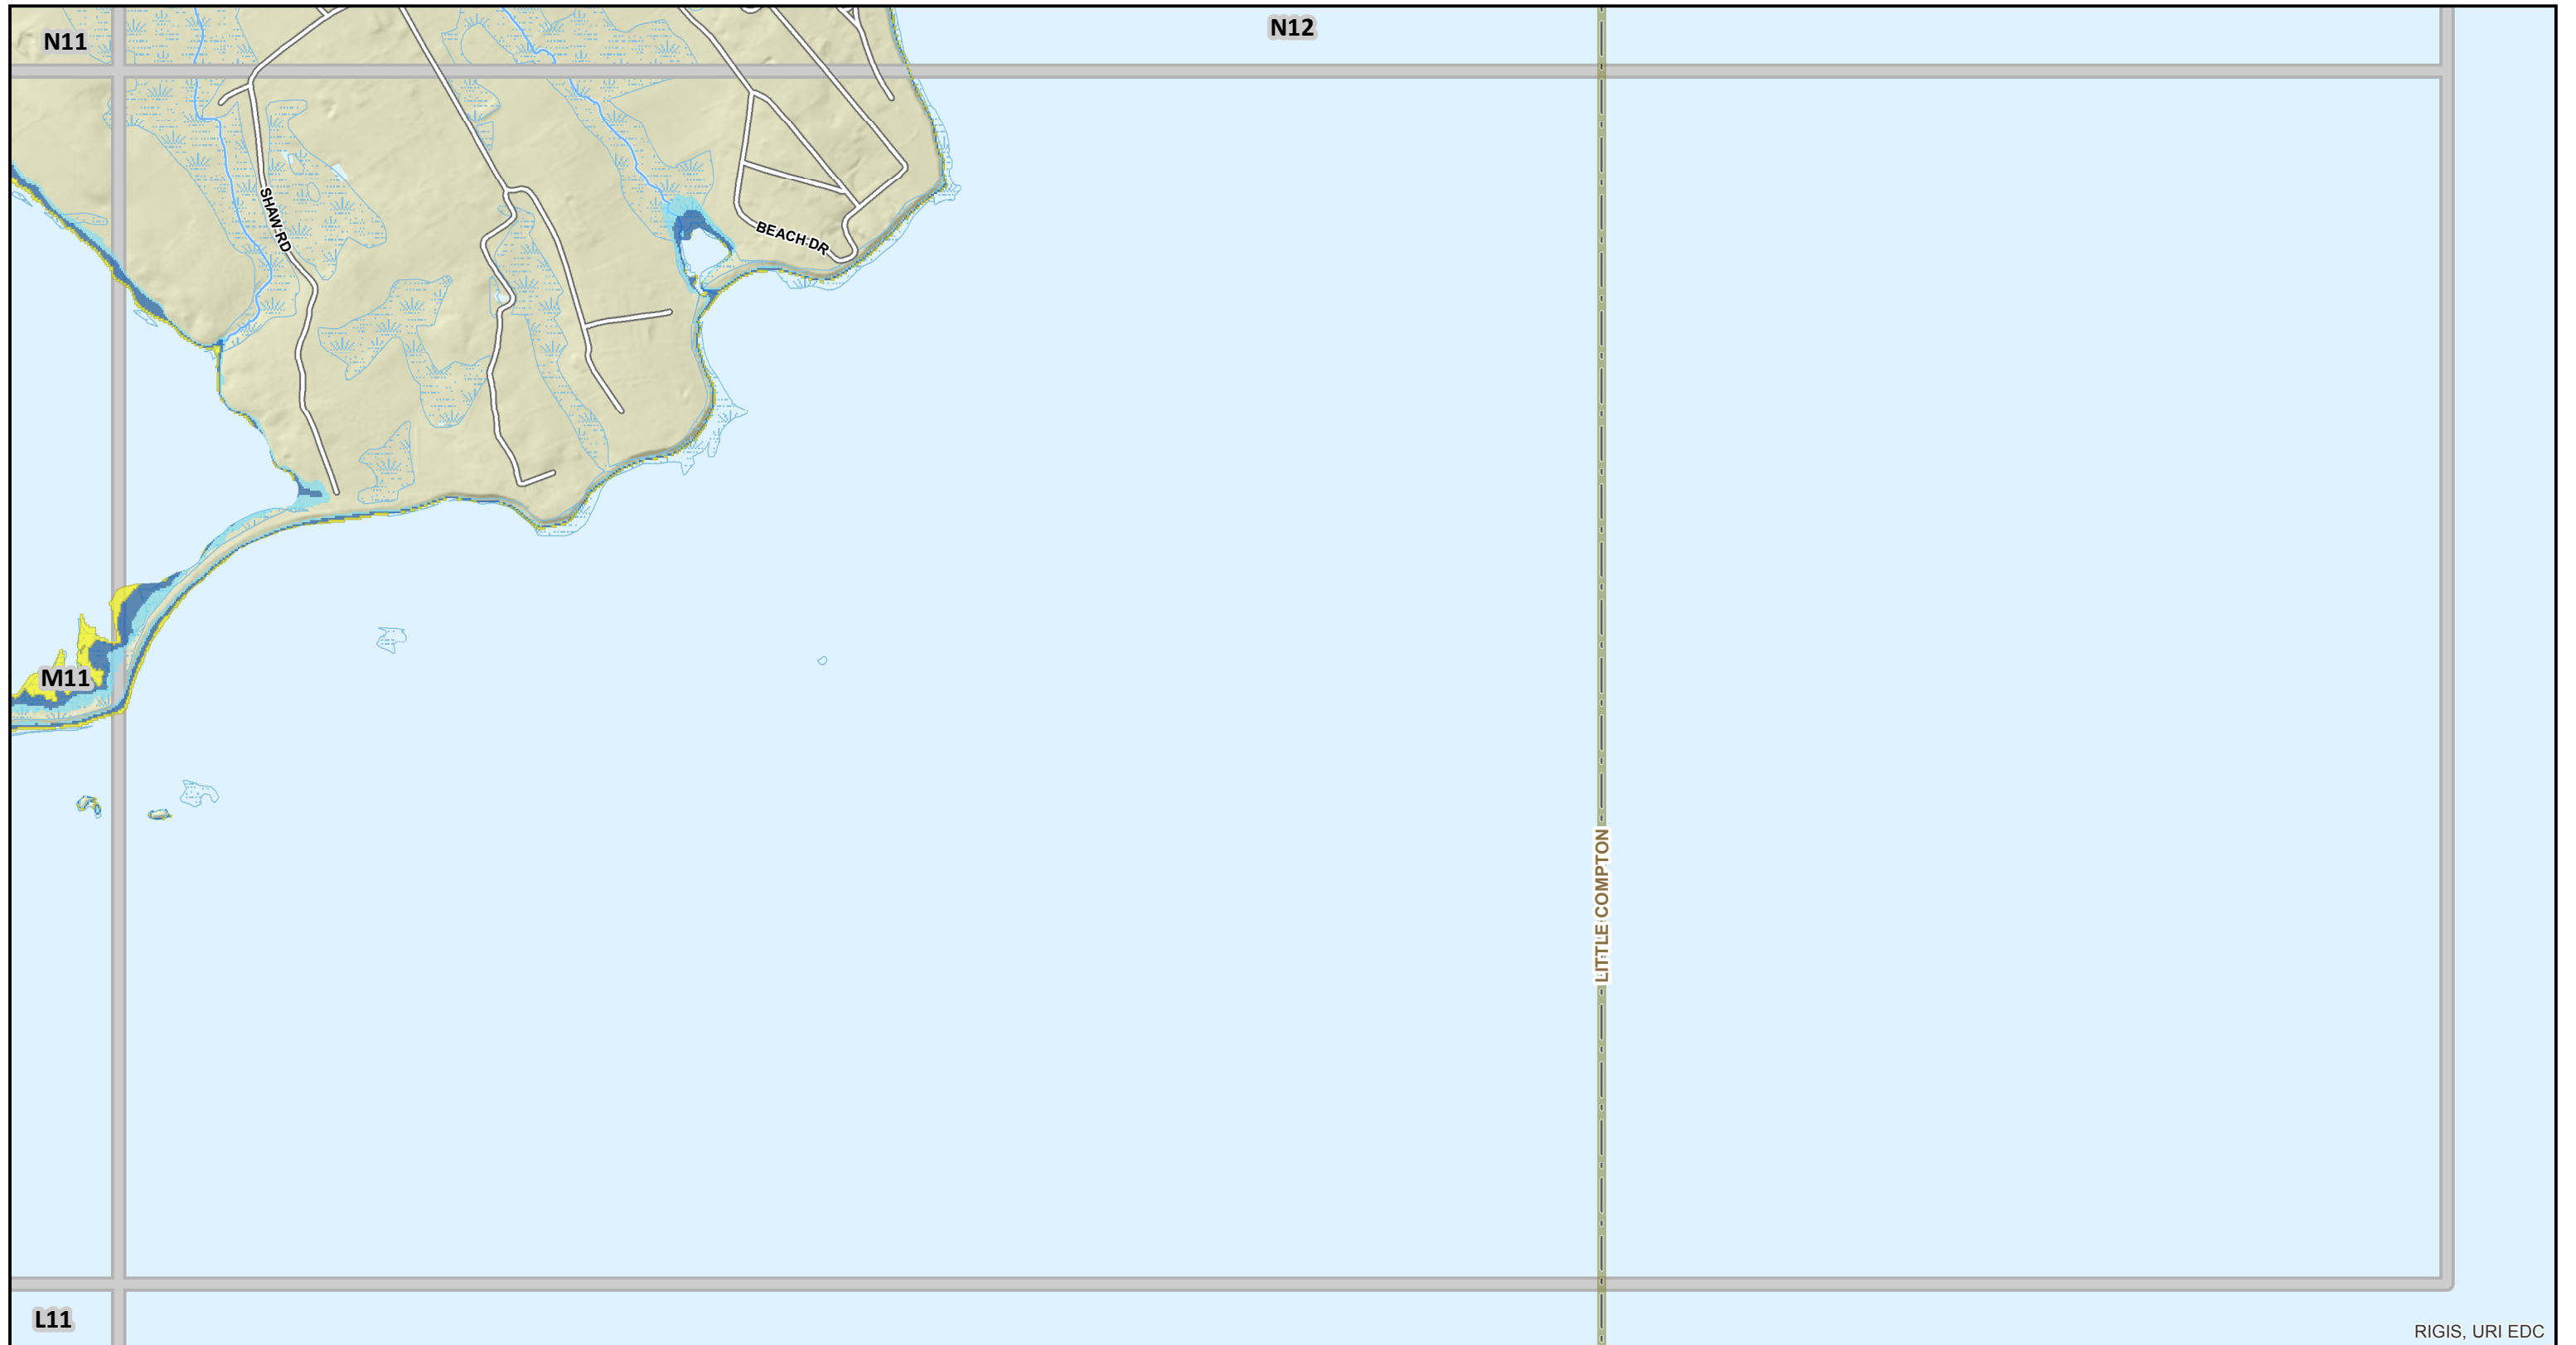 N11
N12
SHAW RD
BEACH DR
M11
LITTLE COMPTON
L11
RIGIS, URI EDC